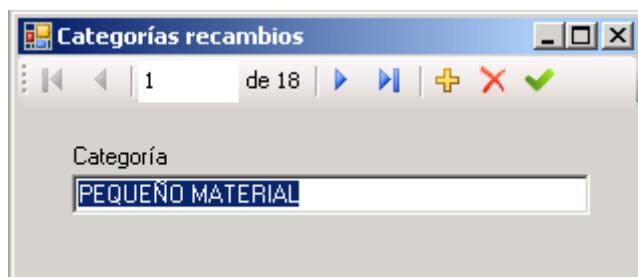 Categorías recambios
1 de 18
Categoría
PEQUEÑO MATERIAL